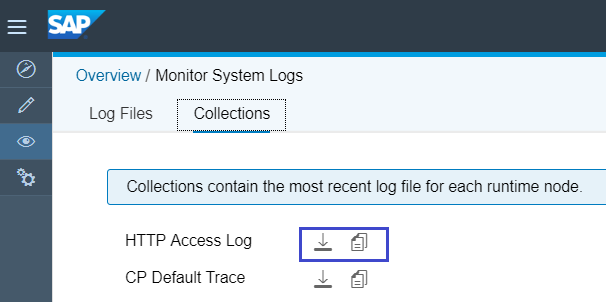 SAP
Overview / Monitor System Logs
Log Files Collections
Collections contain the most recent log file for each runtime node.
HTTP Access Log
CP Default Trace